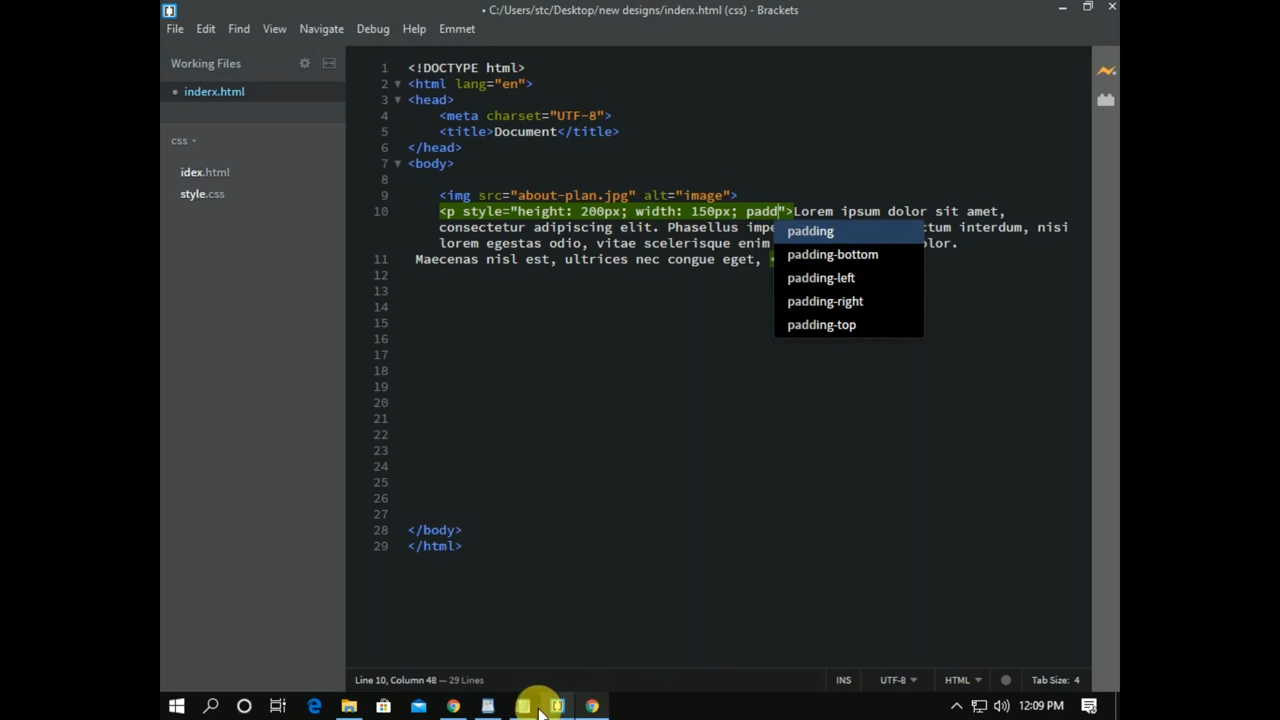 • C:/Users/stc/Desktop/new designs/inderx.html (css) - Brackets
File Edit Find View Navigate Debug Help Emmet
Working Files
• inderx.html
css
idex.html
style.css
1 <!DOCTYPE html>
2 <html lang="en">
3 <head>
4 <meta charset="UTF-8">
5 <title>Document</title>
6 </head>
7 <body>
8
9 <img src="about-plan.jpg" alt="image">
10 <p style="height: 200px; width: 150px; padd">Lorem ipsum dolor sit amet,
consectetur adipiscing elit. Phasellus impe ctum interdum, nisi
lorem egestas odio, vitae scelerisque enim olor.
11 Maecenas nisl est, ultrices nec congue eget, <
padding
padding-bottom
padding-left
padding-right
padding-top
12
13
14
15
16
17
18
19
20
21
22
23
24
25
26
27
28 </body>
29 </html>
Line 10, Column 48 — 29 Lines
INS UTF-8 HTML Tab Size: 4
12:09 PM